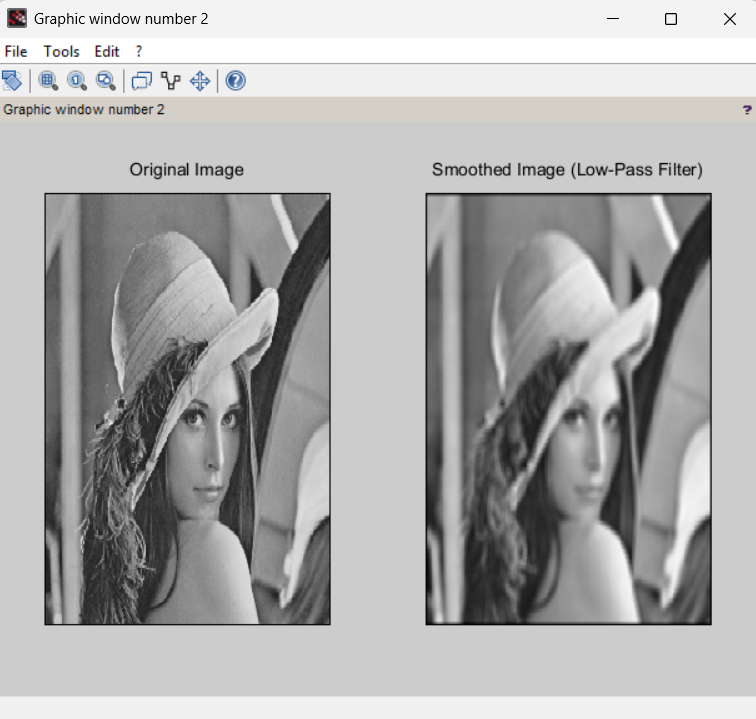 Graphic window number 2
File Tools Edit ?
Graphic window number 2 ?
Original Image Smoothed Image (Low-Pass Filter)